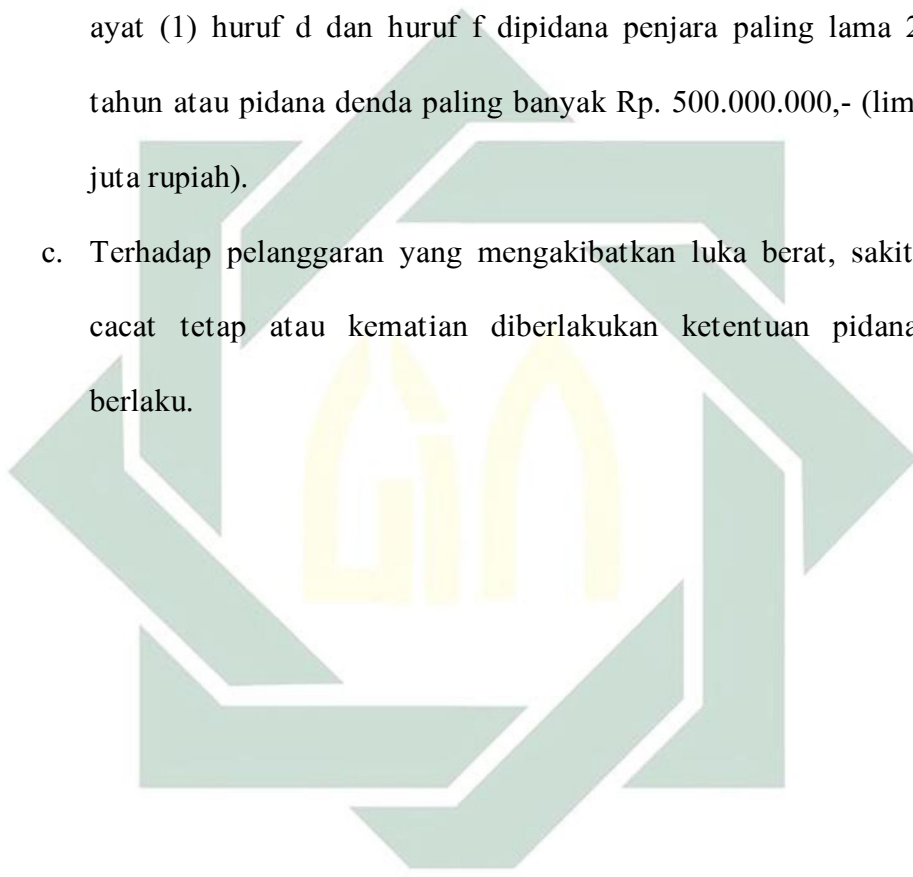 ayat (1) huruf d dan huruf f dipidana penjara paling lama 2
tahun atau pidana denda paling banyak Rp. 500.000.000,- (lim
juta rupiah).
c. Terhadap pelanggaran yang mengakibatkan luka berat, sakit
cacat tetap atau kematian diberlakukan ketentuan pidana
berlaku.